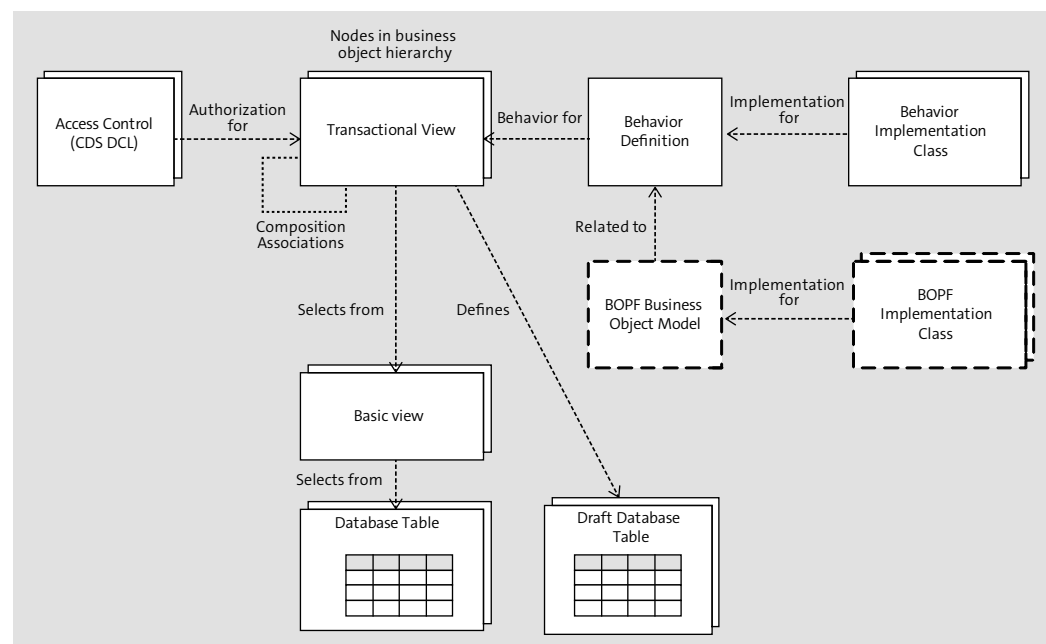 Nodes in business
object hierarchy
Access Control
(CDS DCL)
Authorization
for
Transactional View
Behavior for
Behavior
Definition
Implementation
for
Behavior
Implementation
Class
Composition
Associations
Related to
BOPF Business
Object Model
Implementation
for
BOPF
Implementation
Class
Selects from
Defines
Basic view
Selects from
Database Table
Draft Database
Table